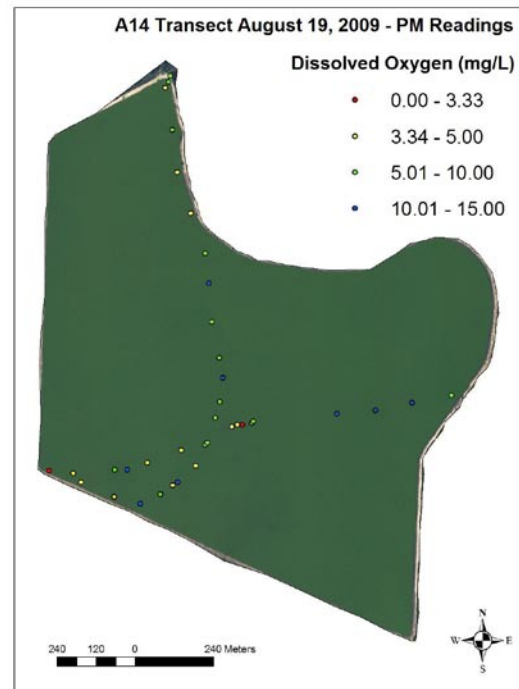 A14 Transect August 19, 2009 - PM Readings
Dissolved Oxygen (mg/L)
0.00 - 3.33
3.34 - 5.00
5.01 - 10.00
10.01 - 15.00
N
W E
S
240 120 0 240 Meters